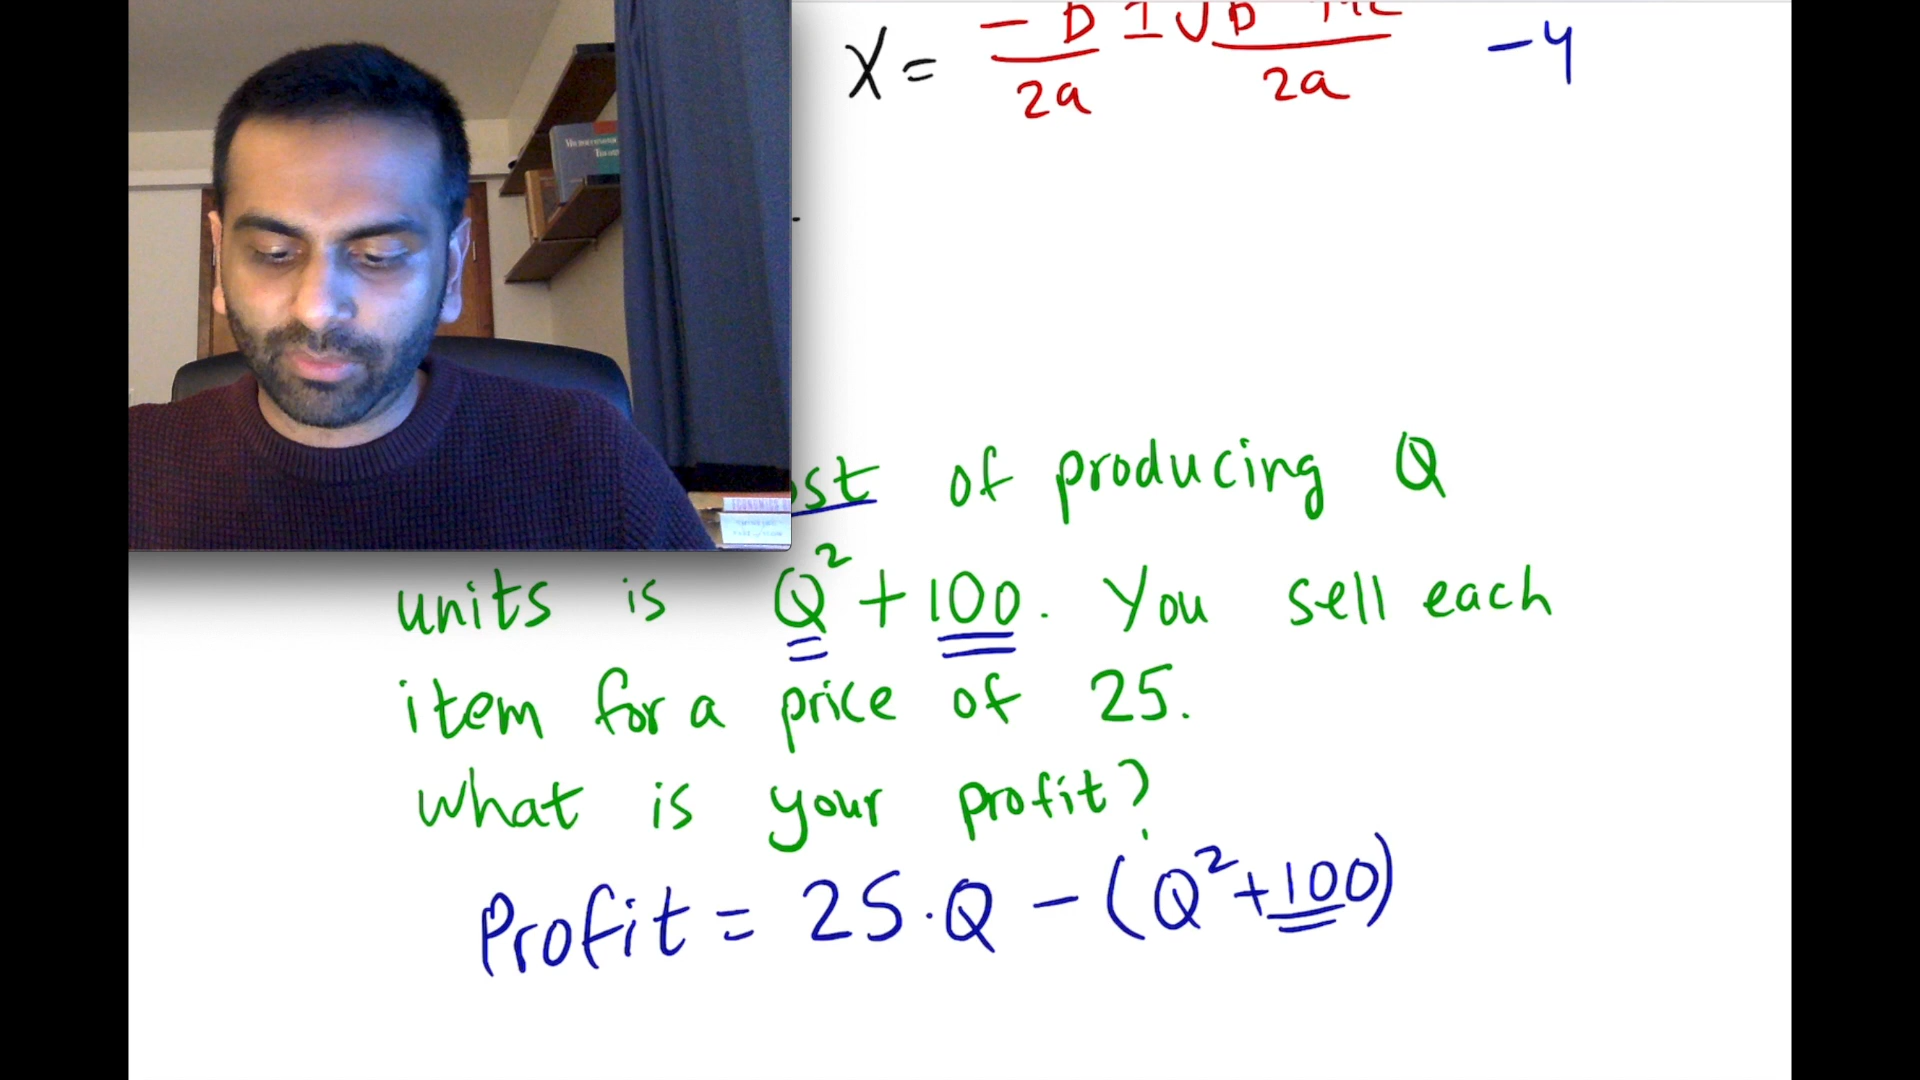 X = -b/2a ± √b 2a -4
ost of producing Q
units is Q² + 100. You sell each
item for a price of 25.
What is your profit?
Profit = 25·Q - (Q² + 100)